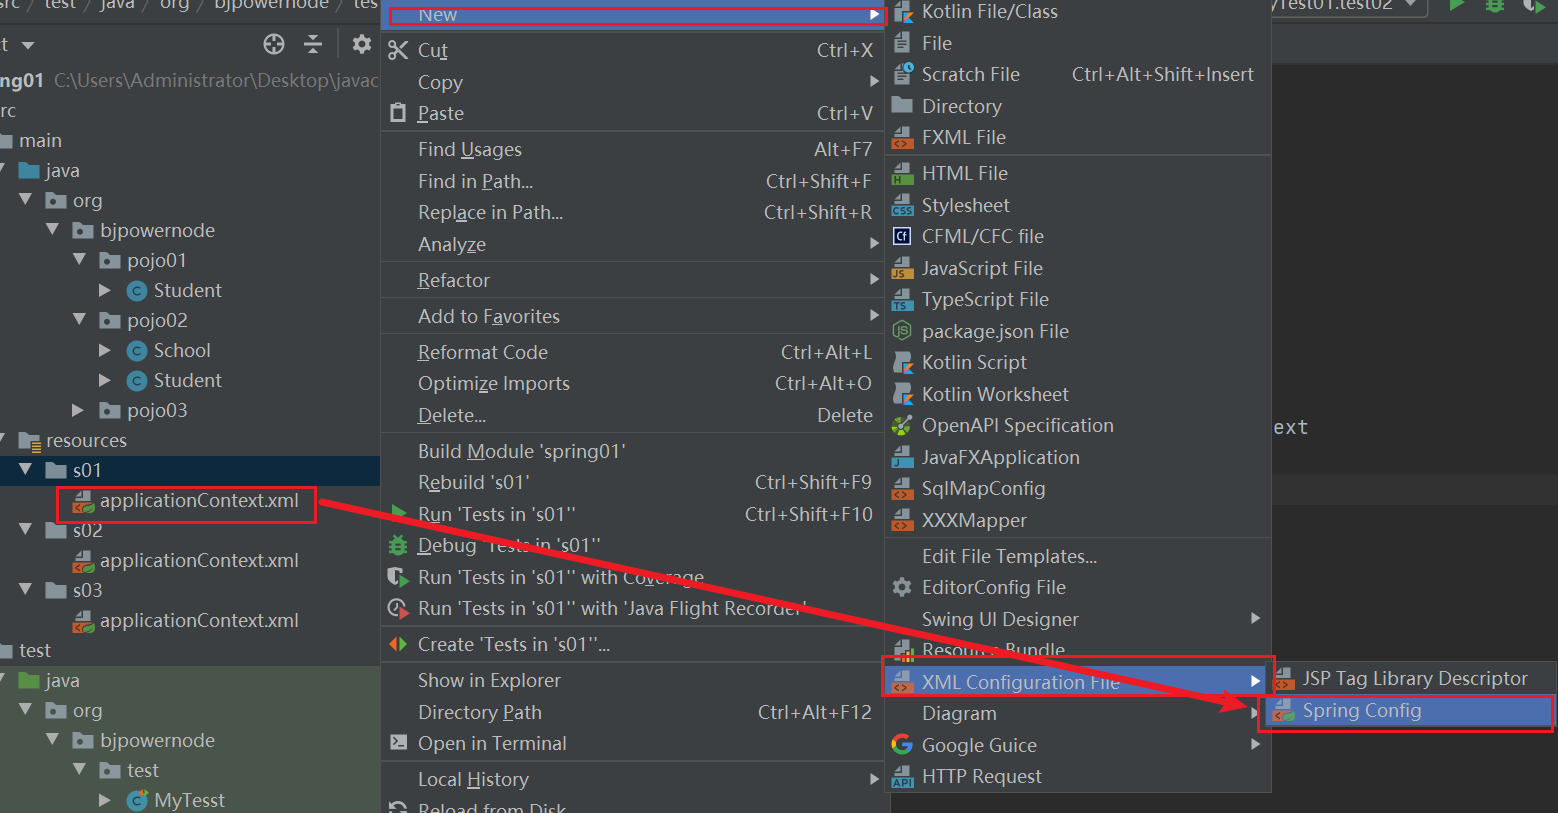 src / test / java / org / bjpowernode / tes
ct
ng01 C:\Users\Administrator\Desktop\javac
rc
main
java
org
bjpowernode
pojo01
Student
pojo02
School
Student
pojo03
resources
s01
applicationContext.xml
s02
applicationContext.xml
s03
applicationContext.xml
test
java
org
bjpowernode
test
MyTesst
New
Cut Ctrl+X
Copy
Paste Ctrl+V
Find Usages Alt+F7
Find in Path... Ctrl+Shift+F
Replace in Path... Ctrl+Shift+R
Analyze
Refactor
Add to Favorites
Reformat Code Ctrl+Alt+L
Optimize Imports Ctrl+Alt+O
Delete... Delete
Build Module 'spring01'
Rebuild 's01' Ctrl+Shift+F9
Run 'Tests in 's01'' Ctrl+Shift+F10
Debug 'Tests in 's01''
Run 'Tests in 's01'' with Coverage
Run 'Tests in 's01'' with 'Java Flight Recorder'
Create 'Tests in 's01''...
Show in Explorer
Directory Path Ctrl+Alt+F12
Open in Terminal
Local History
Reload from Disk
Kotlin File/Class
File
Scratch File Ctrl+Alt+Shift+Insert
Directory
FXML File
HTML File
Stylesheet
CFML/CFC file
JavaScript File
TypeScript File
package.json File
Kotlin Script
Kotlin Worksheet
OpenAPI Specification
JavaFXApplication
SqlMapConfig
XXXMapper
Edit File Templates...
EditorConfig File
Swing UI Designer
Resource Bundle
XML Configuration File
Diagram
Google Guice
HTTP Request
JSP Tag Library Descriptor
Spring Config
yTest01.test02
ext